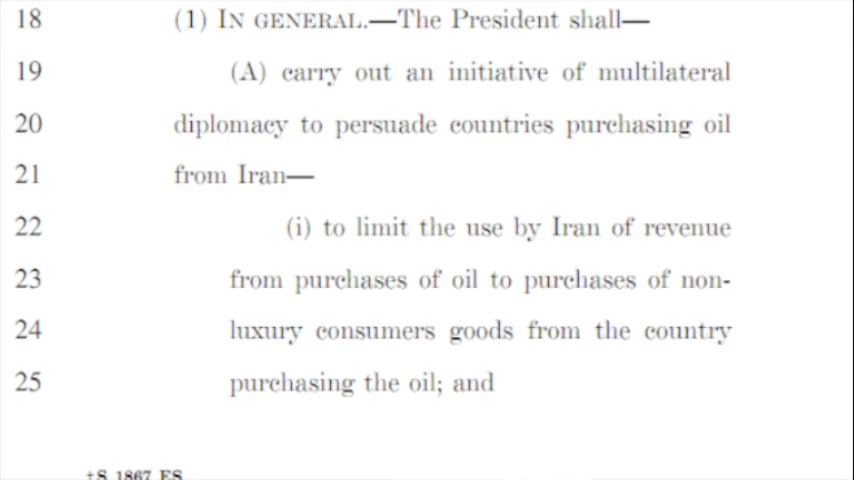 18 (1) IN GENERAL.—The President shall—
19 (A) carry out an initiative of multilateral
20 diplomacy to persuade countries purchasing oil
21 from Iran—
22 (i) to limit the use by Iran of revenue
23 from purchases of oil to purchases of non-
24 luxury consumers goods from the country
25 purchasing the oil; and
†S 1867 ES